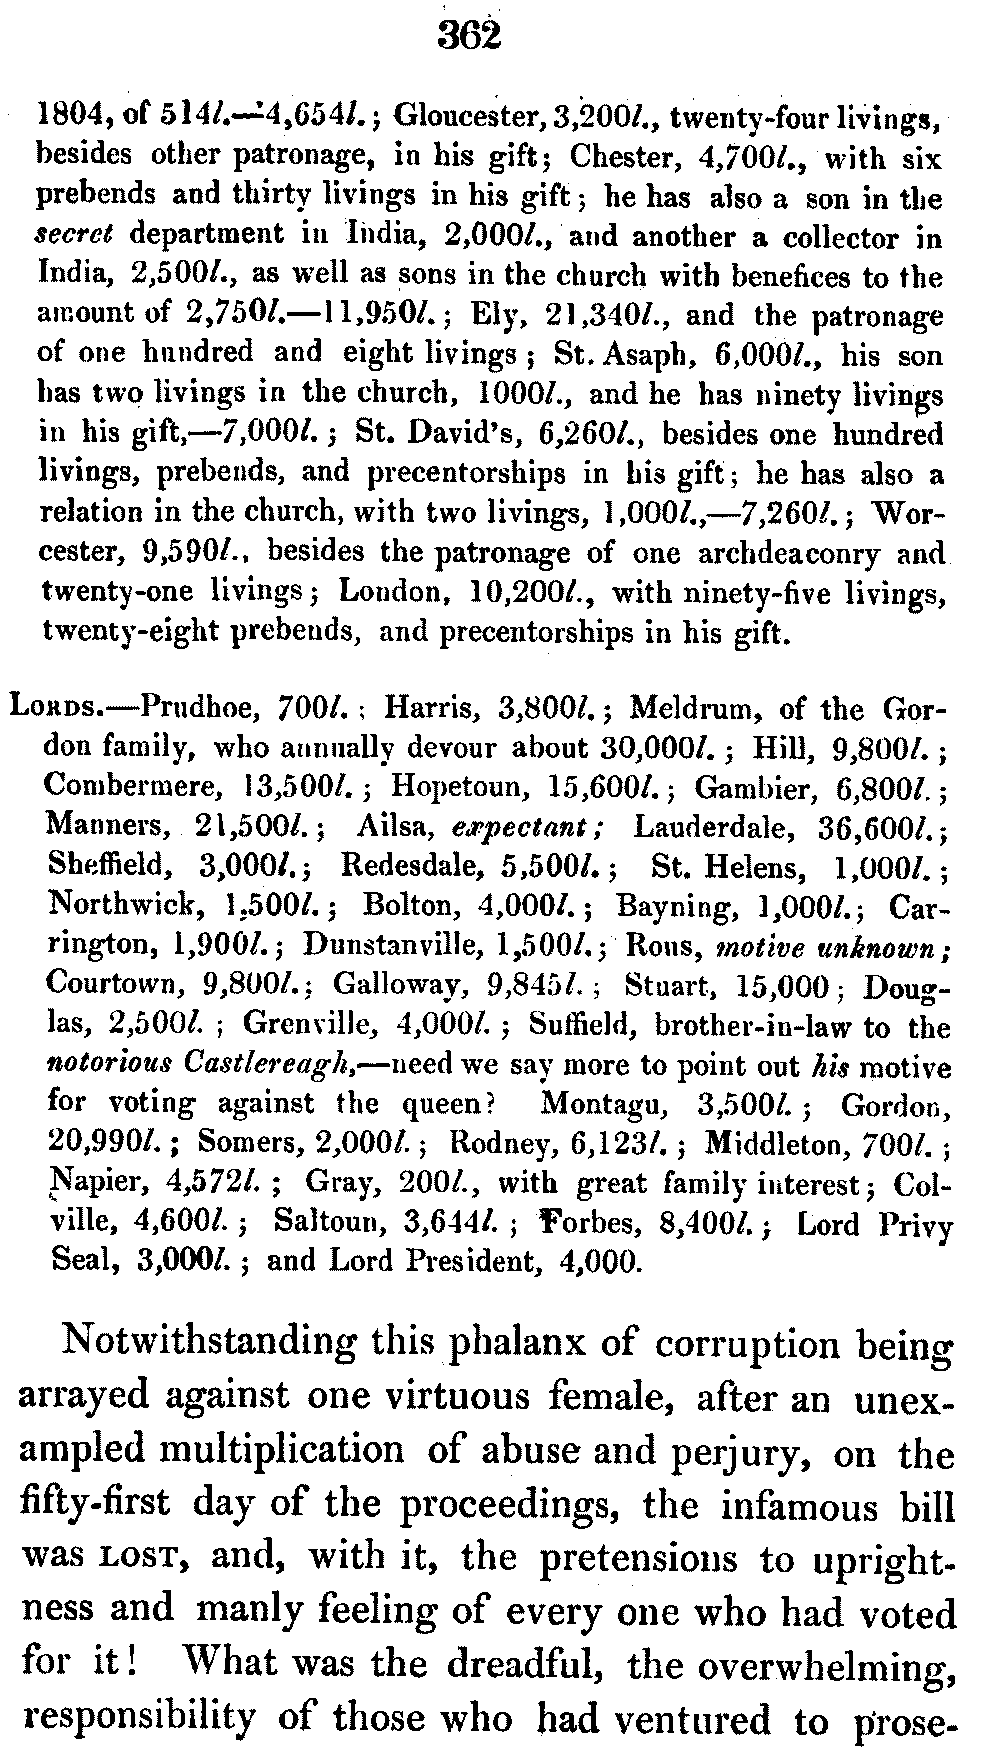 362
1804, of 514l.—4,654l.; Gloucester, 3,200l., twenty-four livings,
besides other patronage, in his gift; Chester, 4,700l., with six
prebends and thirty livings in his gift; he has also a son in the
secret department in India, 2,000l., and another a collector in
India, 2,500l., as well as sons in the church with benefices to the
amount of 2,750l.—11,950l.; Ely, 21,340l., and the patronage
of one hundred and eight livings; St. Asaph, 6,000l., his son
has two livings in the church, 1000l., and he has ninety livings
in his gift,—7,000l.; St. David's, 6,260l., besides one hundred
livings, prebends, and precentorships in his gift; he has also a
relation in the church, with two livings, 1,000l.,—7,260l.; Wor-
cester, 9,590l., besides the patronage of one archdeaconry and
twenty-one livings; London, 10,200l., with ninety-five livings,
twenty-eight prebends, and precentorships in his gift.
LORDS.—Prudhoe, 700l.; Harris, 3,800l.; Meldrum, of the Gor-
don family, who annually devour about 30,000l.; Hill, 9,800l.;
Combermere, 13,500l.; Hopetoun, 15,600l.; Gambier, 6,800l.;
Manners, 21,500l.; Ailsa, expectant; Lauderdale, 36,600l.;
Sheffield, 3,000l.; Redesdale, 5,500l.; St. Helens, 1,000l.;
Northwick, 1,500l.; Bolton, 4,000l.; Bayning, 1,000l.; Car-
rington, 1,900l.; Dunstanville, 1,500l.; Rous, motive unknown;
Courtown, 9,800l.; Galloway, 9,845l.; Stuart, 15,000; Doug-
las, 2,500l.; Grenville, 4,000l.; Suffield, brother-in-law to the
notorious Castlereagh,—need we say more to point out his motive
for voting against the queen? Montagu, 3,500l.; Gordon,
20,990l.; Somers, 2,000l.; Rodney, 6,123l.; Middleton, 700l.;
Napier, 4,572l.; Gray, 200l., with great family interest; Col-
ville, 4,600l.; Saltoun, 3,644l.; Forbes, 8,400l.; Lord Privy
Seal, 3,000l.; and Lord President, 4,000.
Notwithstanding this phalanx of corruption being
arrayed against one virtuous female, after an unex-
ampled multiplication of abuse and perjury, on the
fifty-first day of the proceedings, the infamous bill
was LOST, and, with it, the pretensions to upright-
ness and manly feeling of every one who had voted
for it! What was the dreadful, the overwhelming,
responsibility of those who had ventured to prose-